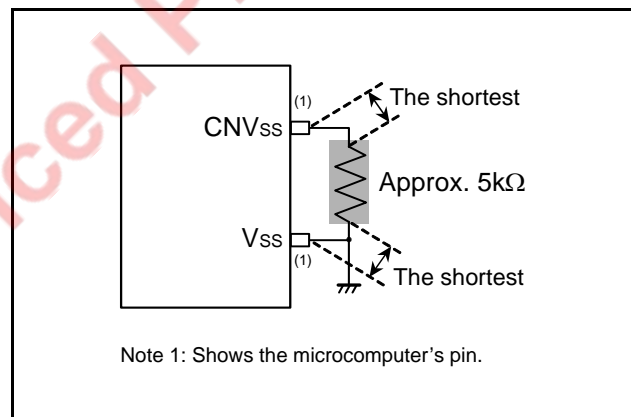 (1)
The shortest
CNVSS
Approx. 5kΩ
VSS
(1)
The shortest
Note 1: Shows the microcomputer's pin.